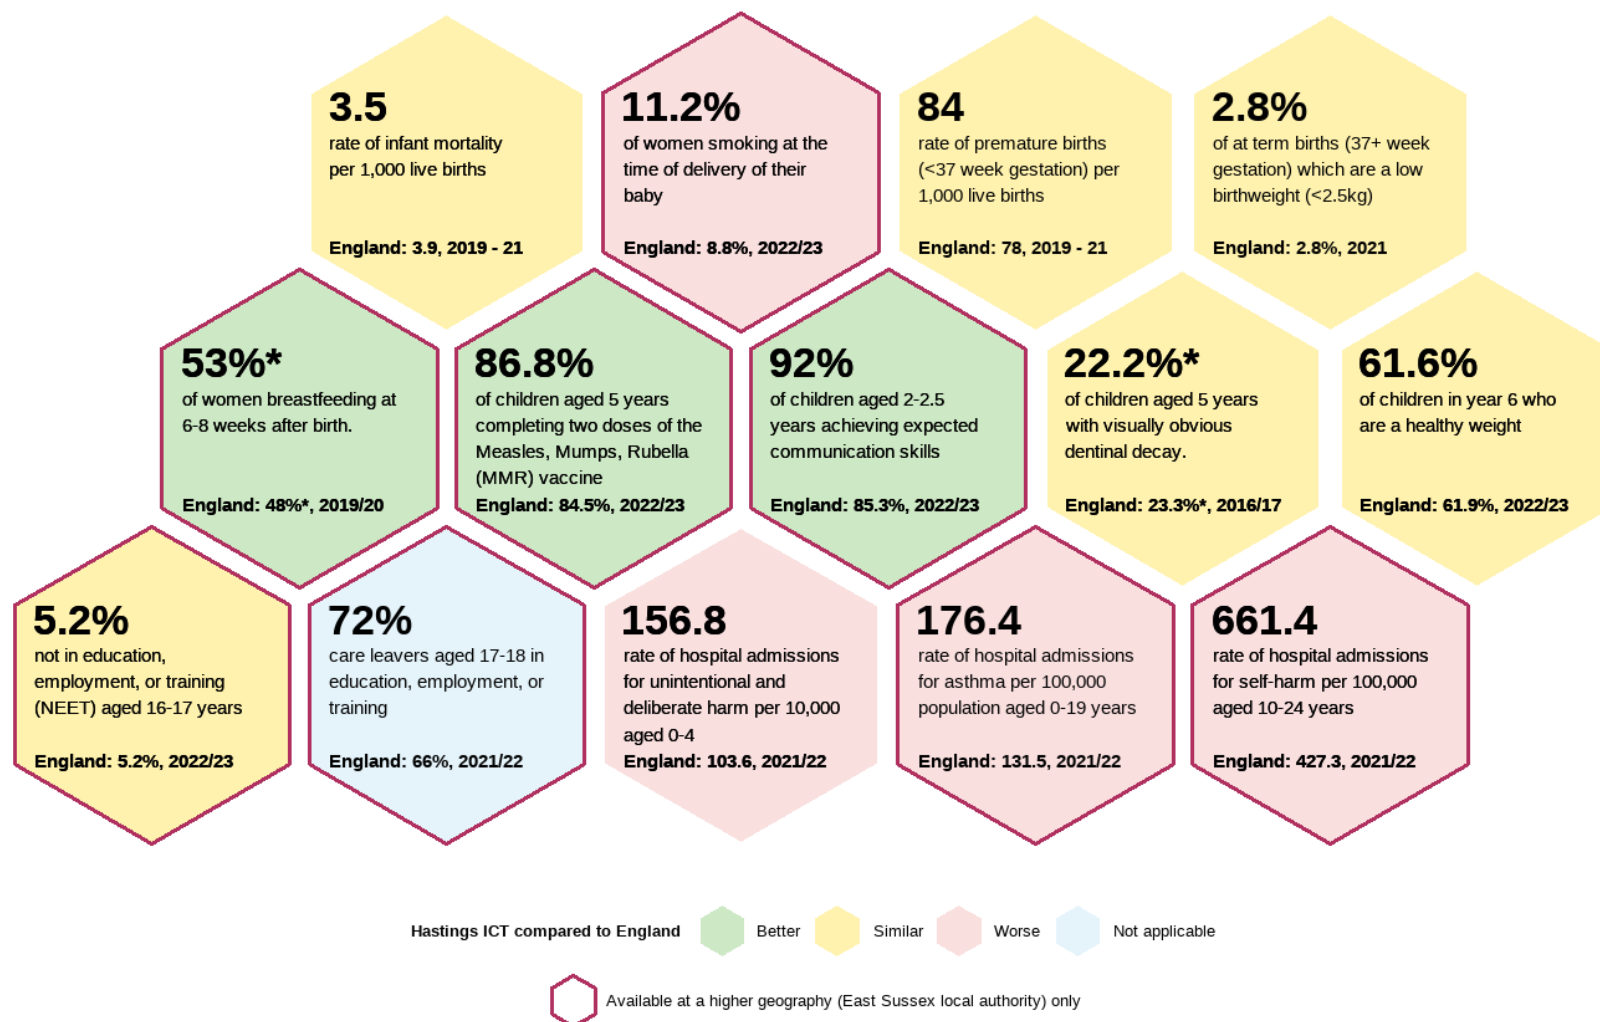 3.5
rate of infant mortality
per 1,000 live births
England: 3.9, 2019 - 21
11.2%
of women smoking at the
time of delivery of their
baby
England: 8.8%, 2022/23
84
rate of premature births
(<37 week gestation) per
1,000 live births
England: 78, 2019 - 21
2.8%
of at term births (37+ week
gestation) which are a low
birthweight (<2.5kg)
England: 2.8%, 2021
53%*
of women breastfeeding at
6-8 weeks after birth.
England: 48%*, 2019/20
86.8%
of children aged 5 years
completing two doses of the
Measles, Mumps, Rubella
(MMR) vaccine
England: 84.5%, 2022/23
92%
of children aged 2-2.5
years achieving expected
communication skills
England: 85.3%, 2022/23
22.2%*
of children aged 5 years
with visually obvious
dentinal decay.
England: 23.3%*, 2016/17
61.6%
of children in year 6 who
are a healthy weight
England: 61.9%, 2022/23
5.2%
not in education,
employment, or training
(NEET) aged 16-17 years
England: 5.2%, 2022/23
72%
care leavers aged 17-18 in
education, employment, or
training
England: 66%, 2021/22
156.8
rate of hospital admissions
for unintentional and
deliberate harm per 10,000
aged 0-4
England: 103.6, 2021/22
176.4
rate of hospital admissions
for asthma per 100,000
population aged 0-19 years
England: 131.5, 2021/22
661.4
rate of hospital admissions
for self-harm per 100,000
aged 10-24 years
England: 427.3, 2021/22
Hastings ICT compared to England Better Similar Worse Not applicable
Available at a higher geography (East Sussex local authority) only